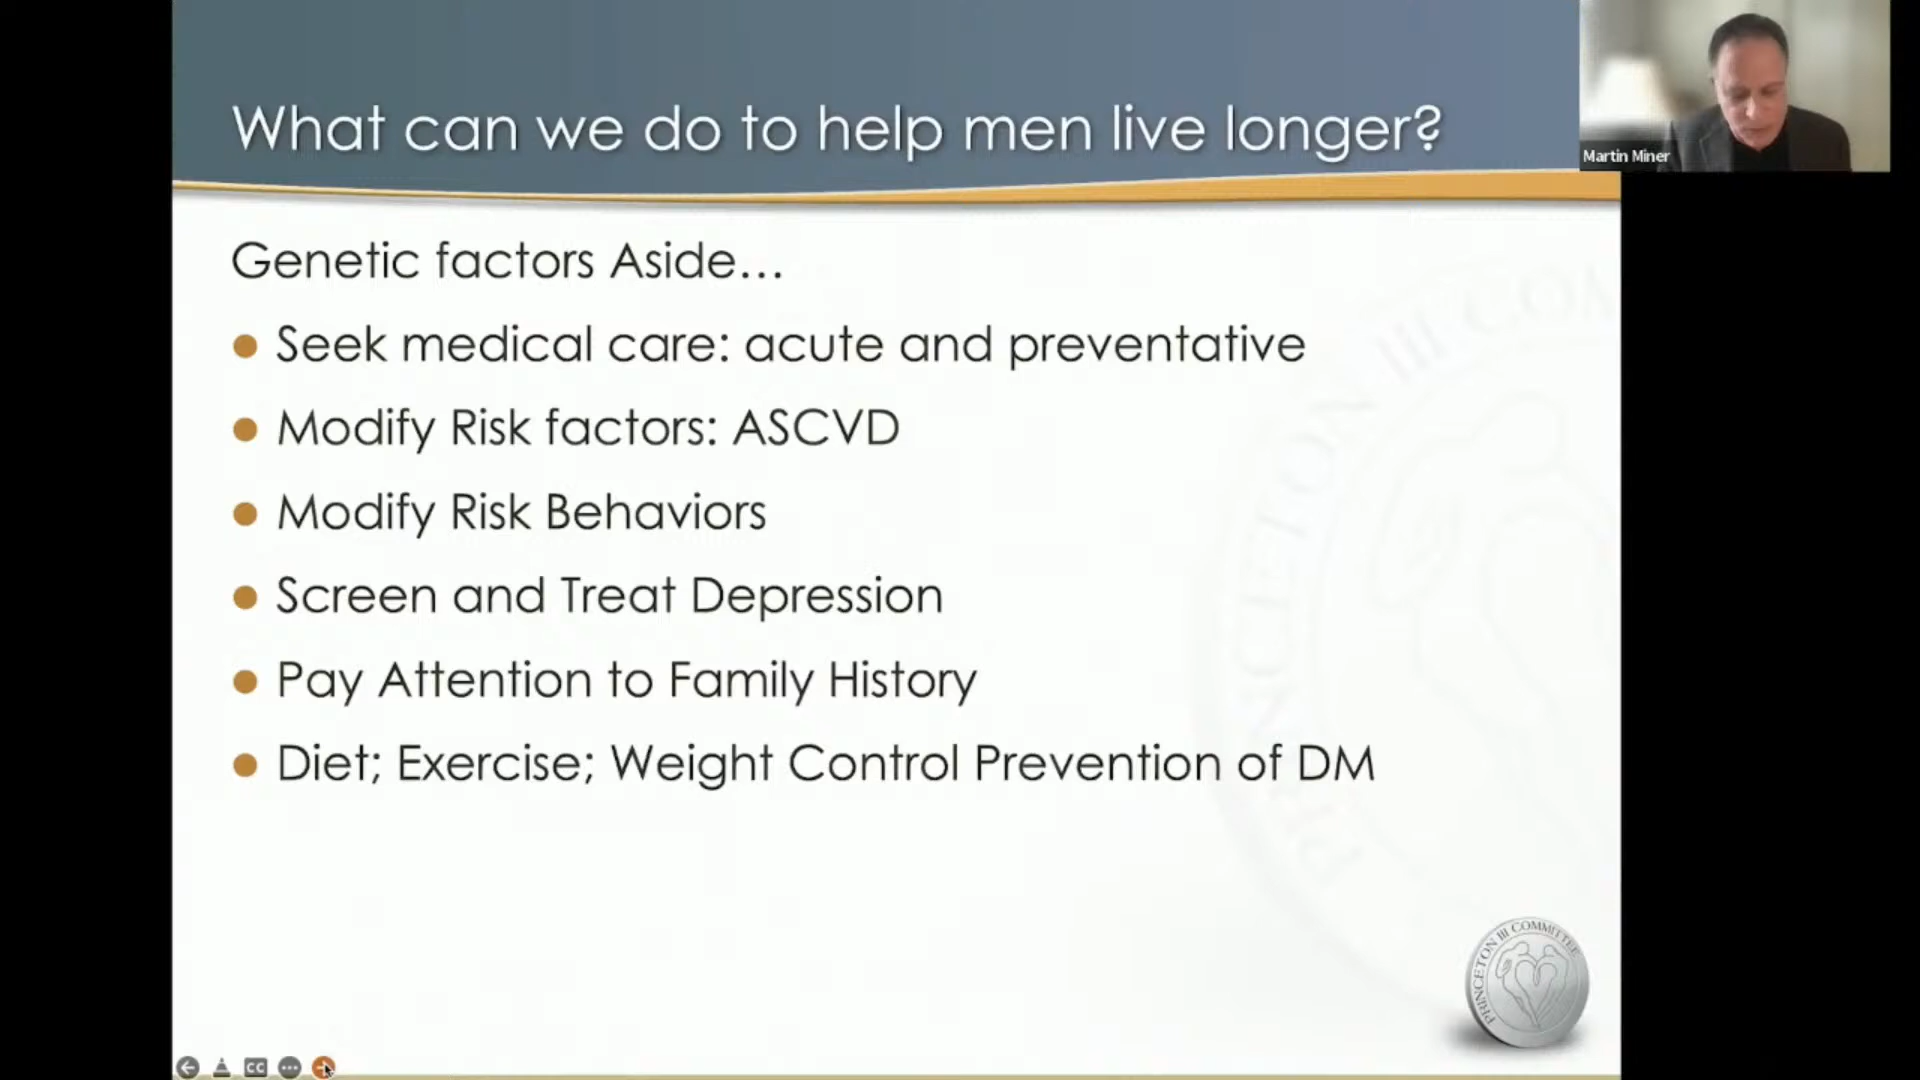 What can we do to help men live longer?
Martin Miner
Genetic factors Aside...
Seek medical care: acute and preventative
Modify Risk factors: ASCVD
Modify Risk Behaviors
Screen and Treat Depression
Pay Attention to Family History
Diet; Exercise; Weight Control Prevention of DM
PRINCETON III COMMITTEE
CC